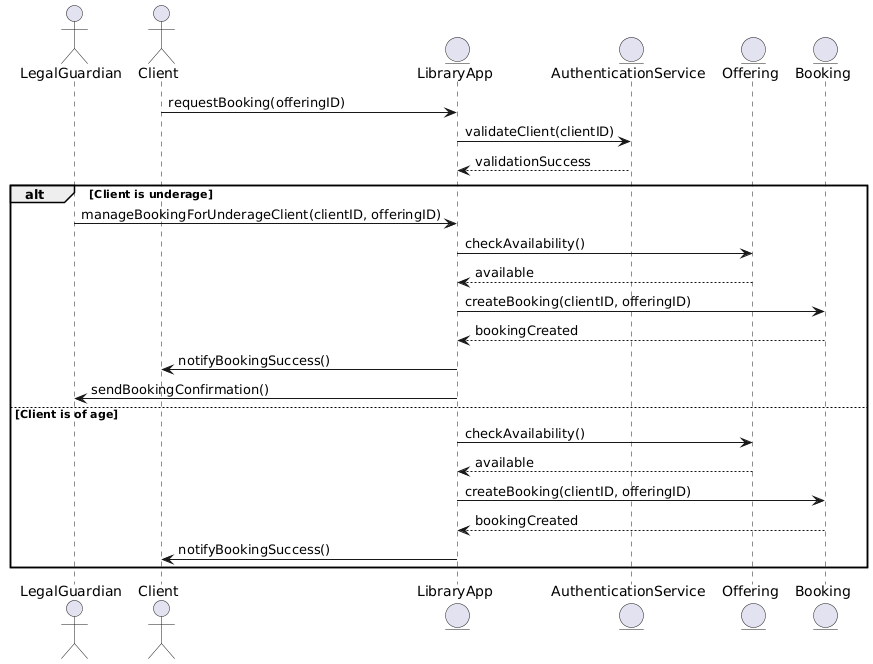 LegalGuardian Client LibraryApp AuthenticationService Offering Booking
requestBooking(offeringID)
validateClient(clientID)
validationSuccess
alt [Client is underage]
manageBookingForUnderageClient(clientID, offeringID)
checkAvailability()
available
createBooking(clientID, offeringID)
bookingCreated
notifyBookingSuccess()
sendBookingConfirmation()
[Client is of age]
checkAvailability()
available
createBooking(clientID, offeringID)
bookingCreated
notifyBookingSuccess()
LegalGuardian Client LibraryApp AuthenticationService Offering Booking